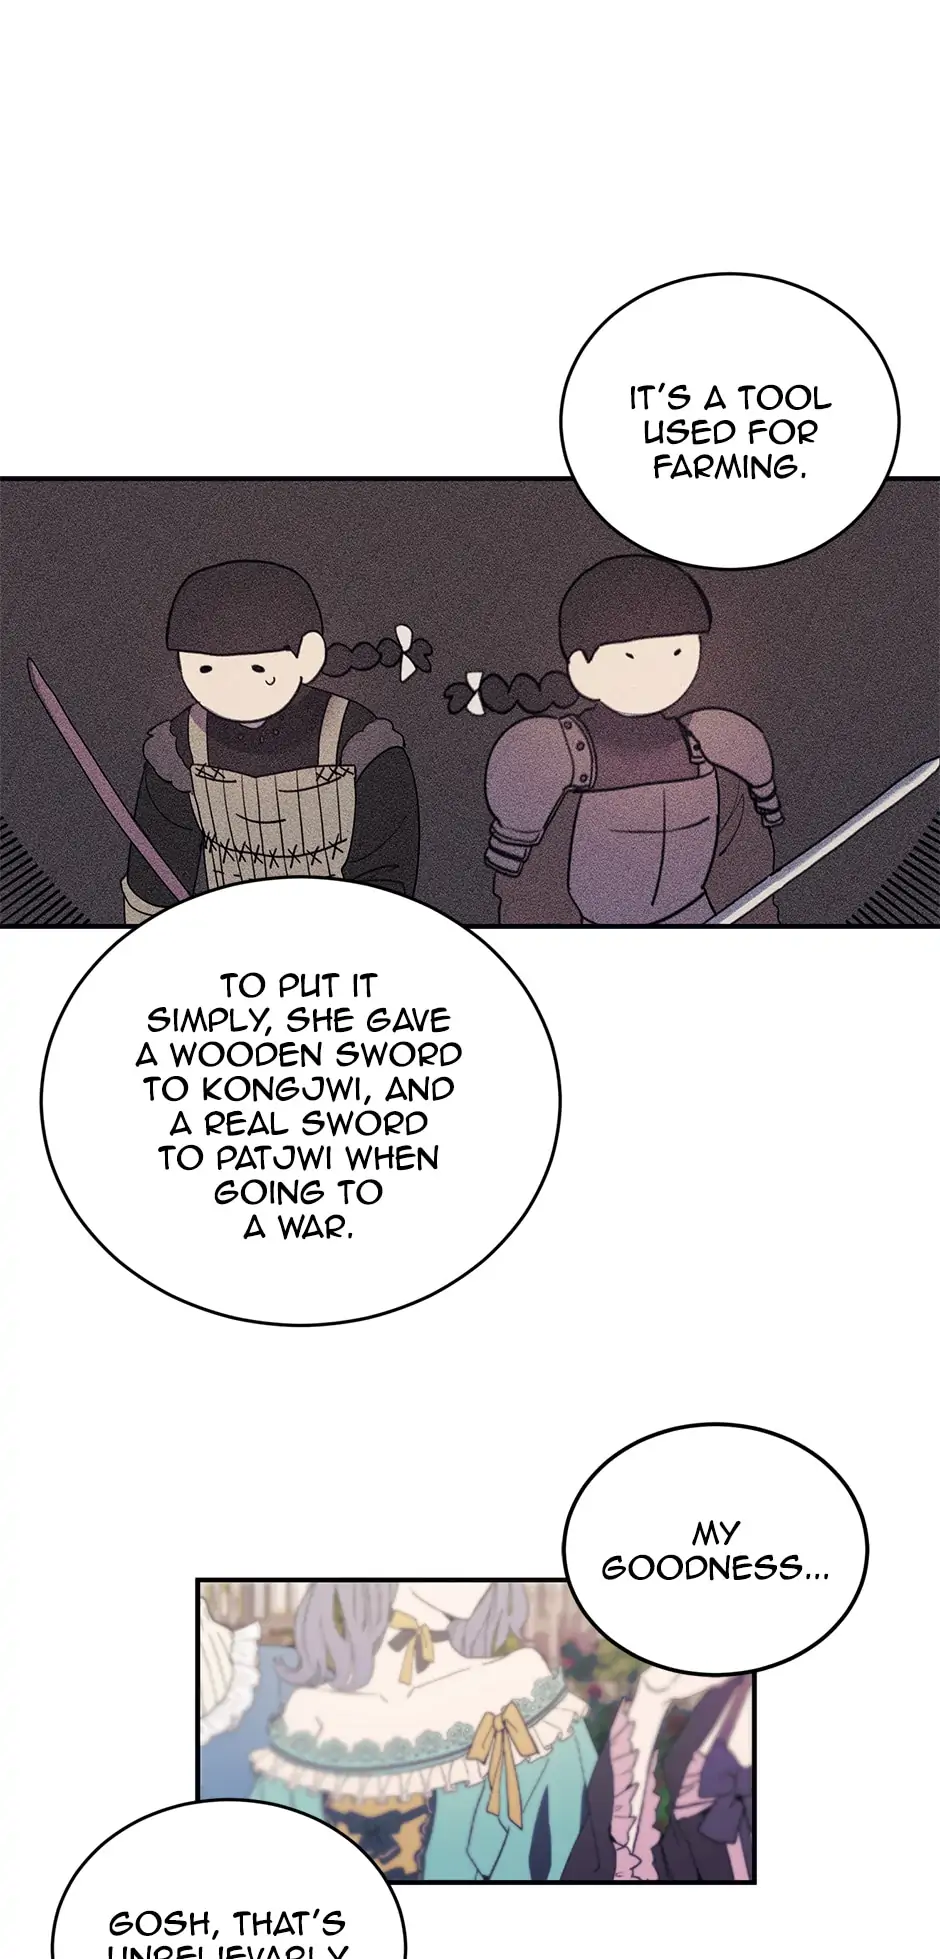 IT'S A TOOL
USED FOR
FARMING.
TO PUT IT
SIMPLY, SHE GAVE
A WOODEN SWORD
TO KONGJWI, AND
A REAL SWORD
TO PATJWI WHEN
GOING TO
A WAR.
MY
GOODNESS...
GOSH, THAT'S
UNBELIEVABLY